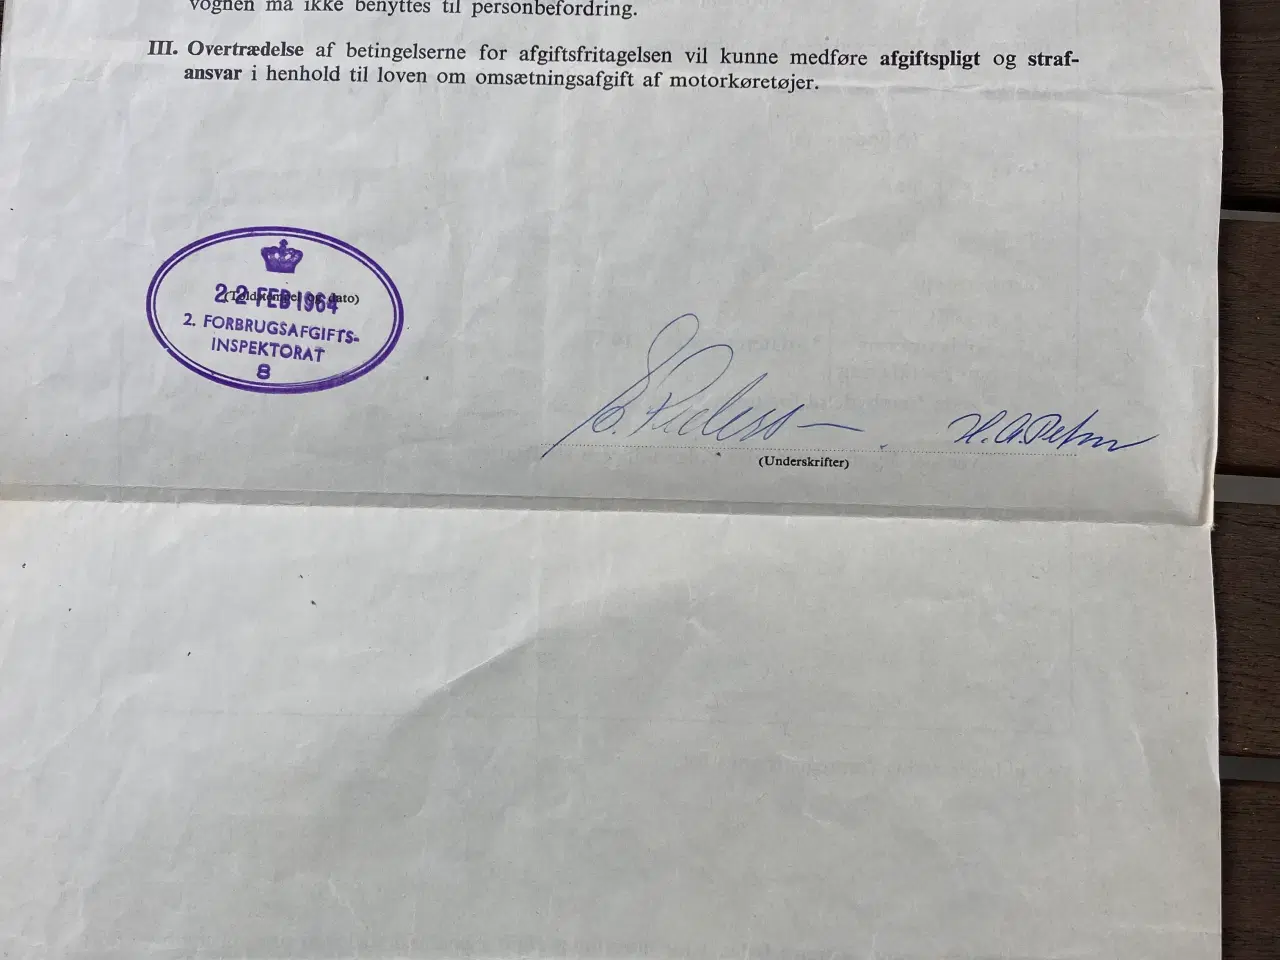 vognen må ikke benyttes til personbefordring.
III. Overtrædelse af betingelserne for afgiftsfritagelsen vil kunne medføre afgiftspligt og straf-
ansvar i henhold til loven om omsætningsafgift af motorkøretøjer.
22 FEB 1964
(Toldstempel og dato)
2. FORBRUGSAFGIFTS-
INSPEKTORAT
8
H. A. Petersen
(Underskrifter)